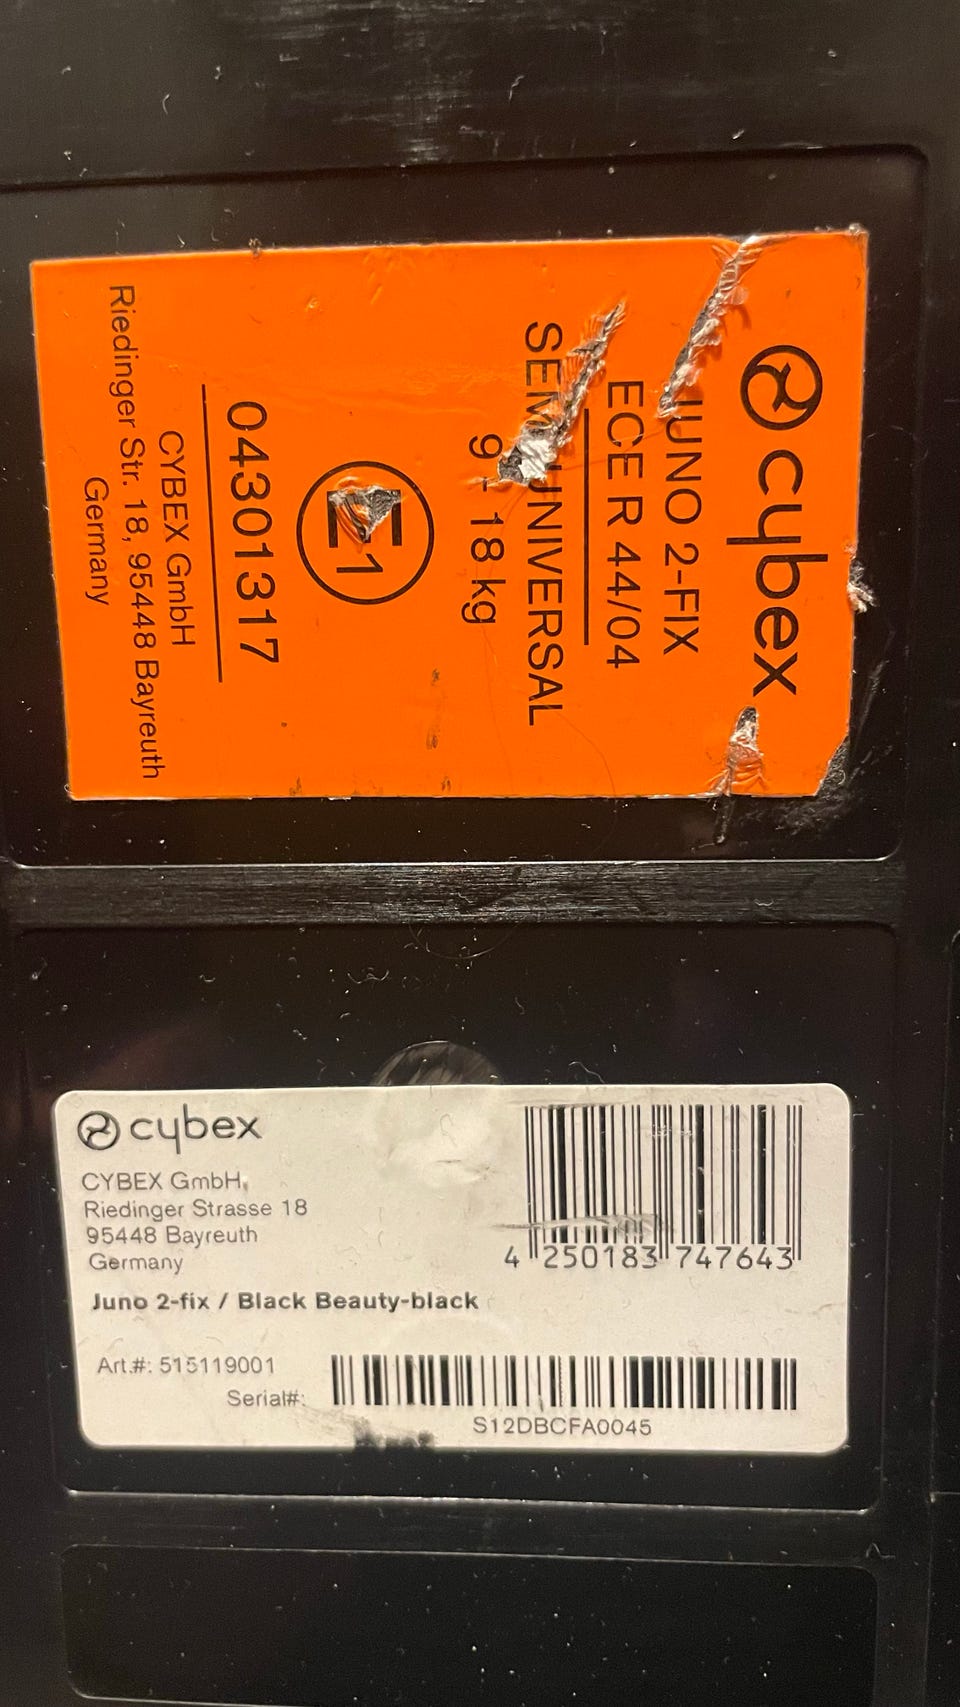 cybex
JUNO 2-FIX
ECE R 44/04
SEMIUNIVERSAL
9 - 18 kg
E1
04301317
CYBEX GmbH
Riedinger Str. 18, 95448 Bayreuth
Germany
cybex
CYBEX GmbH,
Riedinger Strasse 18
95448 Bayreuth
Germany
4 250183 747643
Juno 2-fix / Black Beauty-black
Art.#: 515119001
Serial#:
S12DBCFA0045